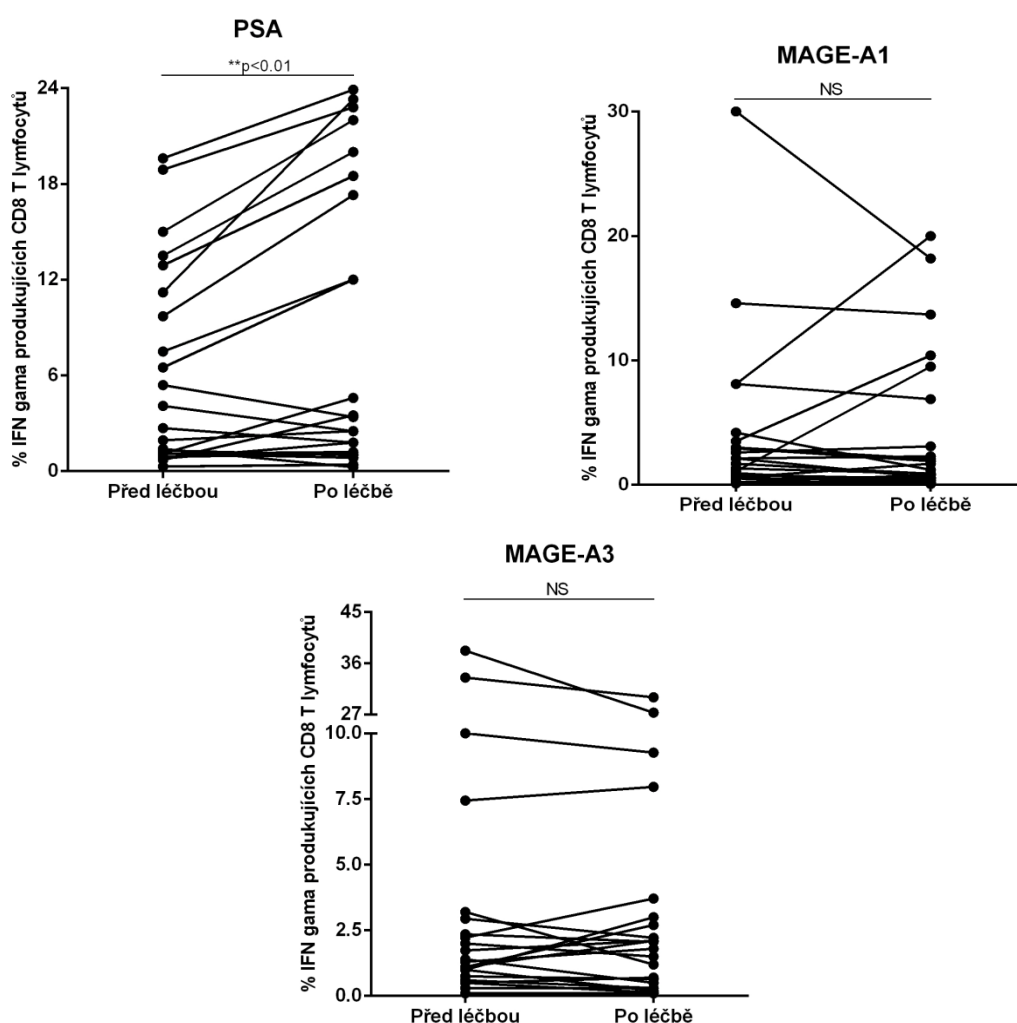 PSA
**p<0.01
% IFN gama produkujících CD8 T lymfocytů
24
18
12
6
0
Před léčbou
Po léčbě
MAGE-A1
NS
% IFN gama produkujících CD8 T lymfocytů
30
20
10
0
Před léčbou
Po léčbě
MAGE-A3
NS
% IFN gama produkujících CD8 T lymfocytů
45
36
27
10.0
7.5
5.0
2.5
0.0
Před léčbou
Po léčbě